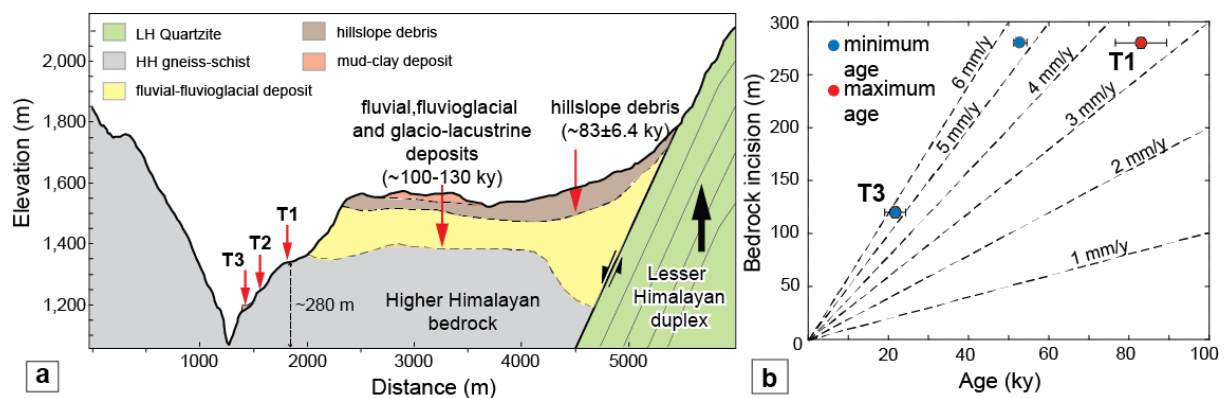 LH Quartzite
HH gneiss-schist
fluvial-fluvioglacial deposit
hillslope debris
mud-clay deposit
2,000
1,800
1,600
1,400
1,200
Elevation (m)
fluvial,fluvioglacial
and glacio-lacustrine
deposits
(~100-130 ky)
hillslope debris
(~83±6.4 ky)
T1
T2
T3
~280 m
Higher Himalayan
bedrock
Lesser
Himalayan
duplex
1000
2000
3000
4000
5000
Distance (m)
a
300
250
200
150
100
50
0
Bedrock incision (m)
minimum
age
maximum
age
T1
T3
6 mm/y
5 mm/y
4 mm/y
3 mm/y
2 mm/y
1 mm/y
20
40
60
80
100
Age (ky)
b